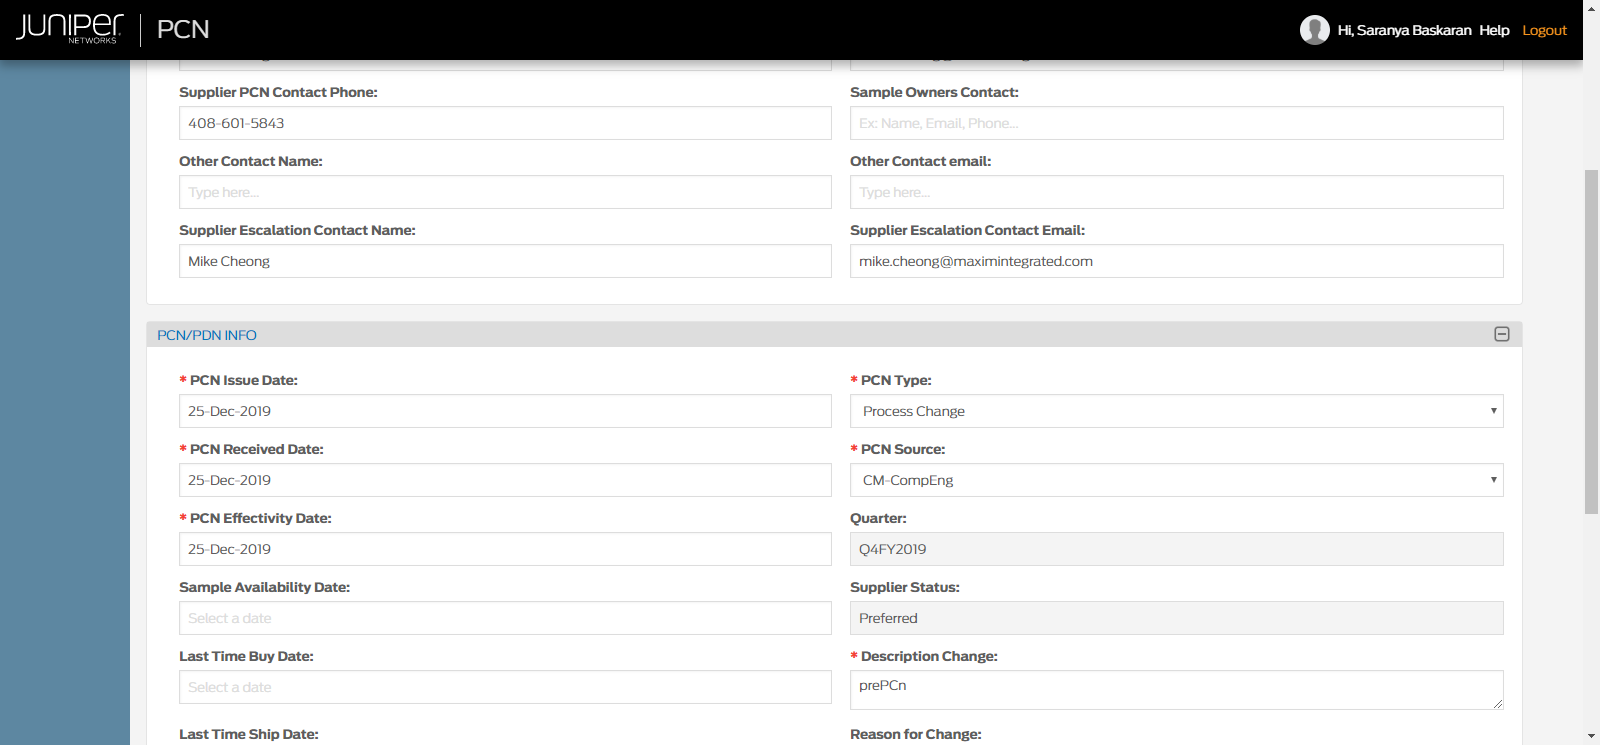 JUNIPER NETWORKS PCN Hi, Saranya Baskaran Help Logout
Supplier PCN Contact Phone: Sample Owners Contact:
408-601-5843 Ex: Name, Email, Phone...
Other Contact Name: Other Contact email:
Type here... Type here...
Supplier Escalation Contact Name: Supplier Escalation Contact Email:
Mike Cheong mike.cheong@maximintegrated.com
PCN/PDN INFO
* PCN Issue Date: * PCN Type:
25-Dec-2019 Process Change
* PCN Received Date: * PCN Source:
25-Dec-2019 CM-CompEng
* PCN Effectivity Date: Quarter:
25-Dec-2019 Q4FY2019
Sample Availability Date: Supplier Status:
Select a date Preferred
Last Time Buy Date: * Description Change:
Select a date prePCn
Last Time Ship Date: Reason for Change: